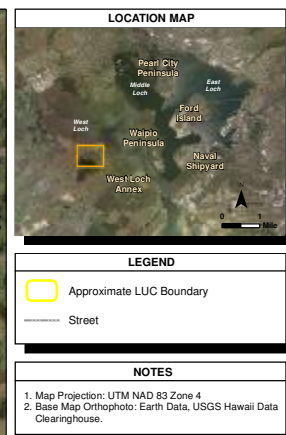 LOCATION MAP
Pearl City
Peninsula
Middle
Loch
East
Loch
Ford
Island
West
Loch
Waipio
Peninsula
Naval
Shipyard
West Loch
Annex
0 1
Mile
LEGEND
Approximate LUC Boundary
Street
NOTES
1. Map Projection: UTM NAD 83 Zone 4
2. Base Map Orthophoto: Earth Data, USGS Hawaii Data
Clearinghouse.